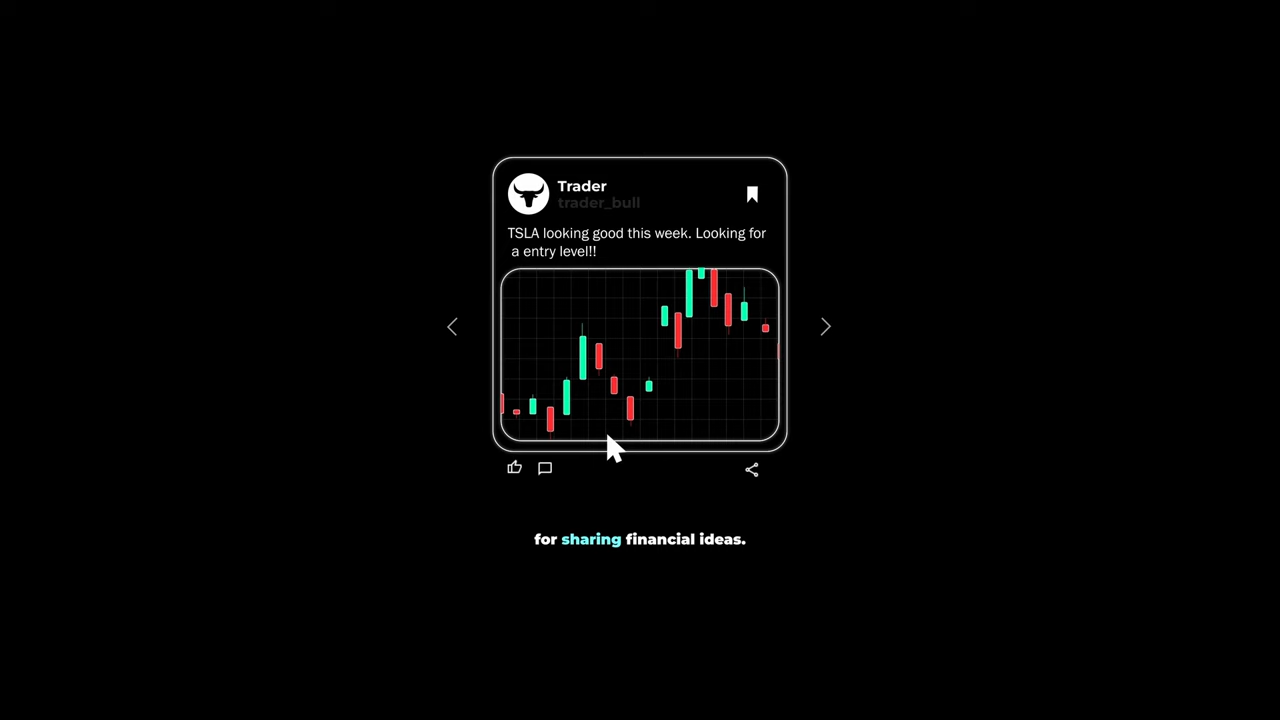 Trader
trader_bull
TSLA looking good this week. Looking for
a entry level!!
for sharing financial ideas.